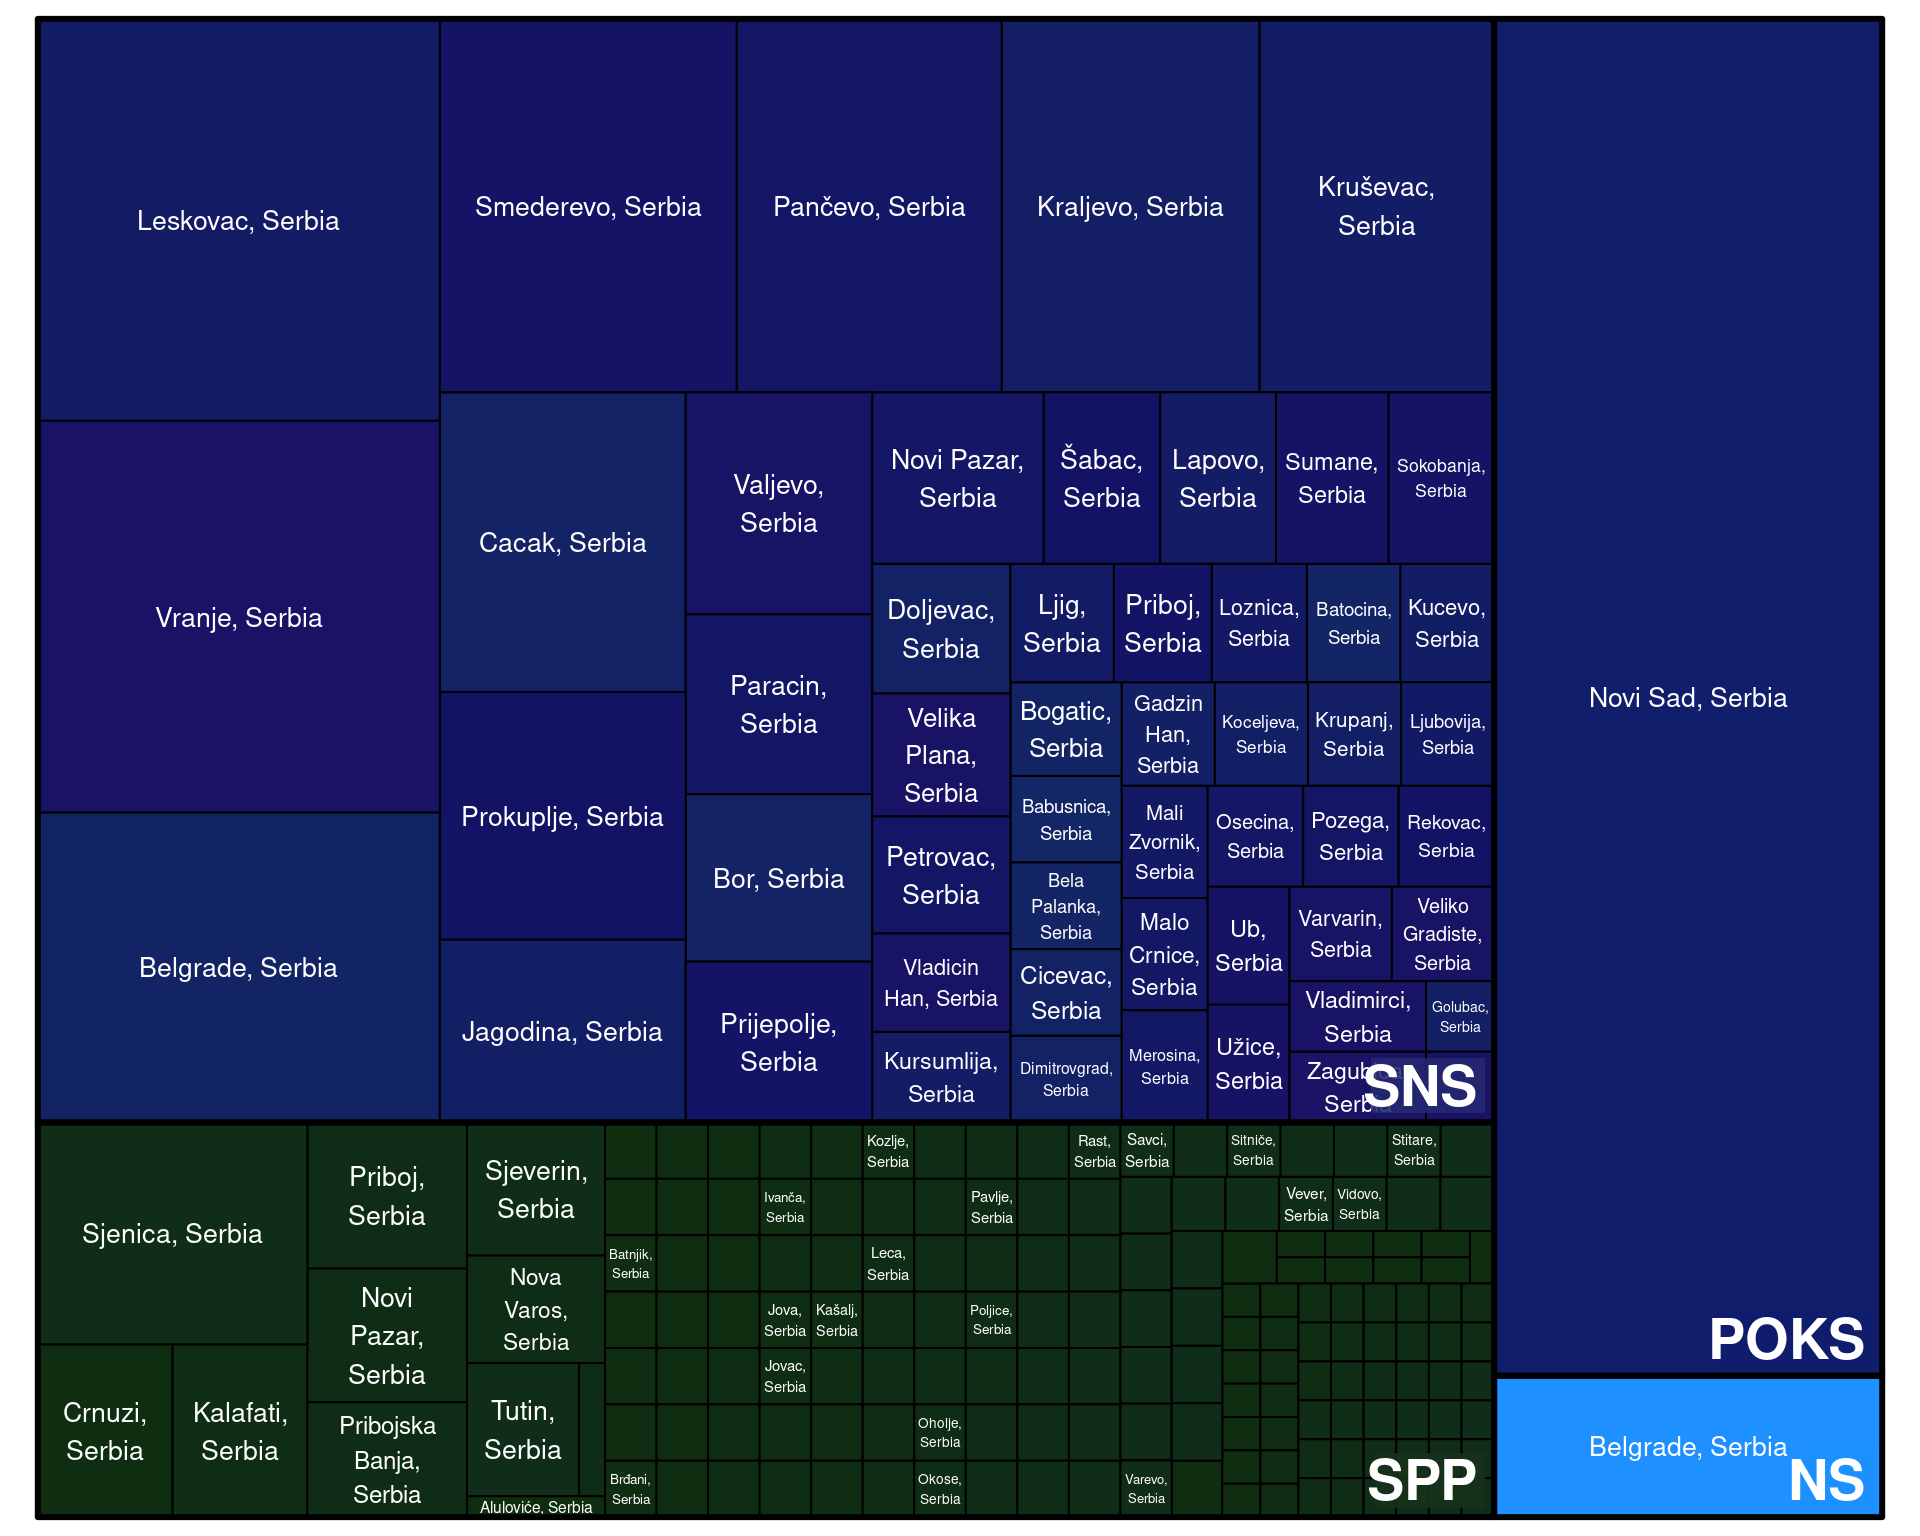 Leskovac, Serbia
Vranje, Serbia
Belgrade, Serbia
Smederevo, Serbia
Pančevo, Serbia
Kraljevo, Serbia
Kruševac,
Serbia
Cacak, Serbia
Prokuplje, Serbia
Jagodina, Serbia
Valjevo,
Serbia
Paracin,
Serbia
Bor, Serbia
Prijepolje,
Serbia
Novi Pazar,
Serbia
Šabac,
Serbia
Lapovo,
Serbia
Sumane,
Serbia
Sokobanja,
Serbia
Doljevac,
Serbia
Velika
Plana,
Serbia
Petrovac,
Serbia
Vladicin
Han, Serbia
Kursumlija,
Serbia
Ljig,
Serbia
Priboj,
Serbia
Loznica,
Serbia
Batocina,
Serbia
Kucevo,
Serbia
Bogatic,
Serbia
Babusnica,
Serbia
Bela
Palanka,
Serbia
Cicevac,
Serbia
Dimitrovgrad,
Serbia
Gadzin
Han,
Serbia
Koceljeva,
Serbia
Krupanj,
Serbia
Ljubovija,
Serbia
Mali
Zvornik,
Serbia
Malo
Crnice,
Serbia
Merosina,
Serbia
Osecina,
Serbia
Pozega,
Serbia
Rekovac,
Serbia
Ub,
Serbia
Užice,
Serbia
Varvarin,
Serbia
Veliko
Gradiste,
Serbia
Vladimirci,
Serbia
Golubac,
Serbia
Serbia
SNS
Novi Sad, Serbia
POKS
Belgrade, Serbia
NS
Sjenica, Serbia
Crnuzi,
Serbia
Kalafati,
Serbia
Priboj,
Serbia
Novi
Pazar,
Serbia
Pribojska
Banja,
Serbia
Sjeverin,
Serbia
Nova
Varos,
Serbia
Tutin,
Serbia
Aluloviće, Serbia
Kozlje,
Serbia
Rast,
Serbia
Savci,
Serbia
Sitniče,
Serbia
Stitare,
Serbia
Ivanča,
Serbia
Pavlje,
Serbia
Vever,
Serbia
Vidovo,
Serbia
Batnjik,
Serbia
Leca,
Serbia
Jova,
Serbia
Kašalj,
Serbia
Poljice,
Serbia
Jovac,
Serbia
Oholje,
Serbia
Brđani,
Serbia
Okose,
Serbia
Varevo,
Serbia
SPP